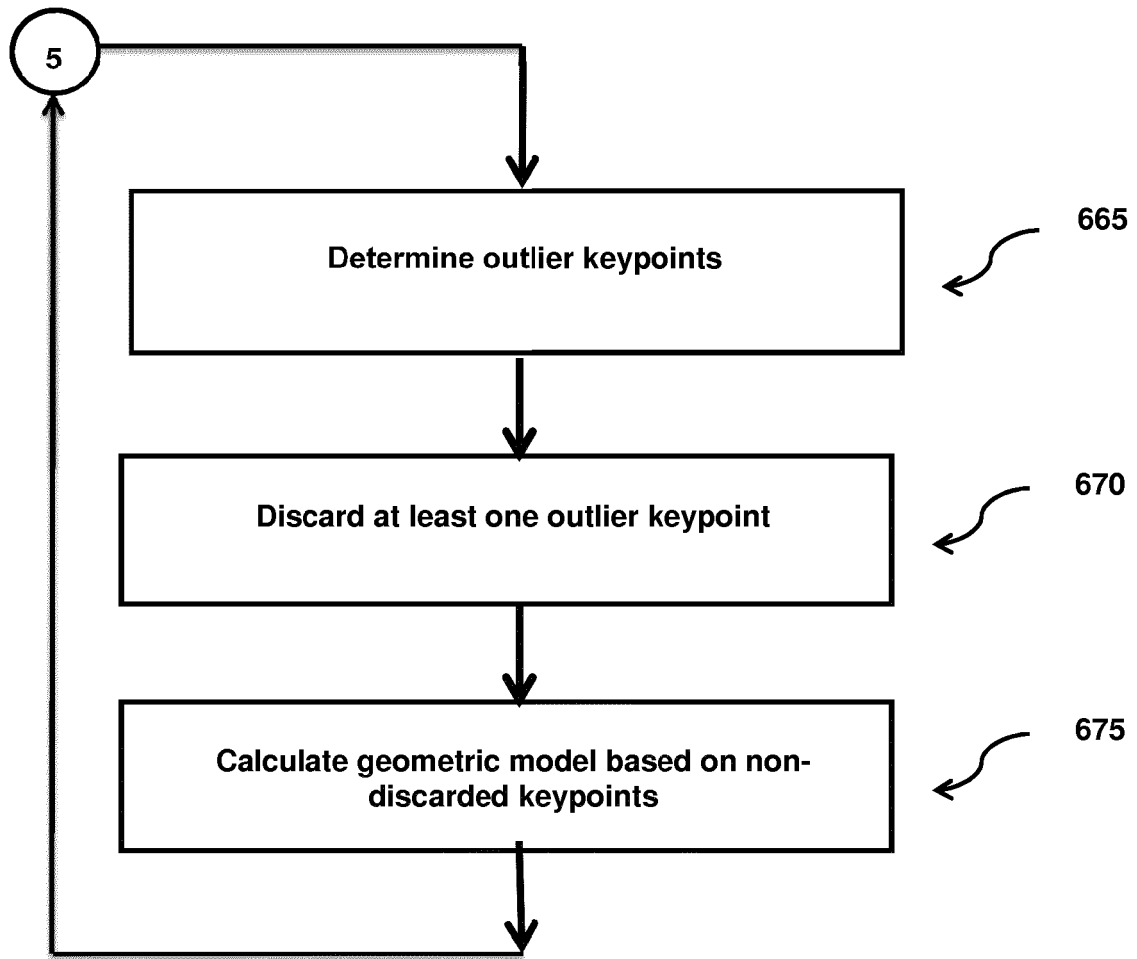 5
665
Determine outlier keypoints
670
Discard at least one outlier keypoint
675
Calculate geometric model based on non-
discarded keypoints